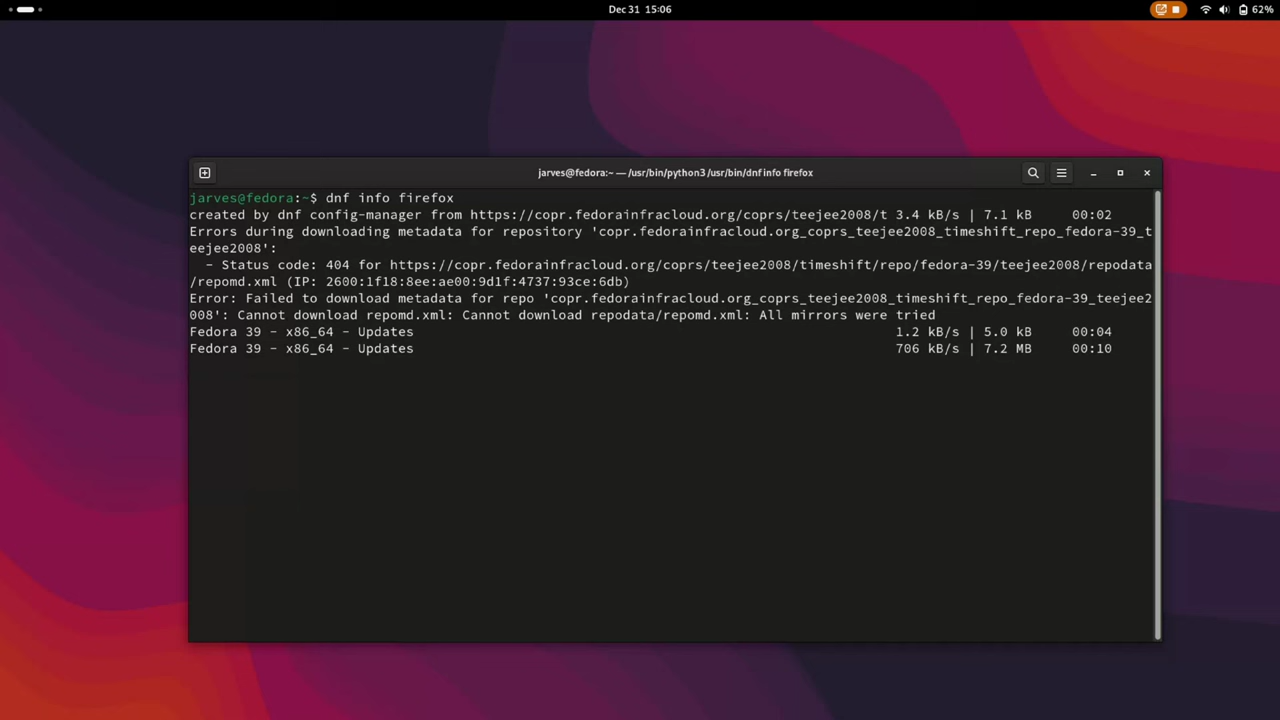 Dec 31 15:06
62%
jarves@fedora:~ — /usr/bin/python3 /usr/bin/dnf info firefox
jarves@fedora:~$ dnf info firefox
created by dnf config-manager from https://copr.fedorainfracloud.org/coprs/teejee2008/t 3.4 kB/s | 7.1 kB     00:02
Errors during downloading metadata for repository 'copr.fedorainfracloud.org_coprs_teejee2008_timeshift_repo_fedora-39_t
eejee2008':
  - Status code: 404 for https://copr.fedorainfracloud.org/coprs/teejee2008/timeshift/repo/fedora-39/teejee2008/repodata
/repomd.xml (IP: 2600:1f18:8ee:ae00:9d1f:4737:93ce:6db)
Error: Failed to download metadata for repo 'copr.fedorainfracloud.org_coprs_teejee2008_timeshift_repo_fedora-39_teejee2
008': Cannot download repomd.xml: Cannot download repodata/repomd.xml: All mirrors were tried
Fedora 39 - x86_64 - Updates                                                            1.2 kB/s | 5.0 kB     00:04
Fedora 39 - x86_64 - Updates                                                            706 kB/s | 7.2 MB     00:10